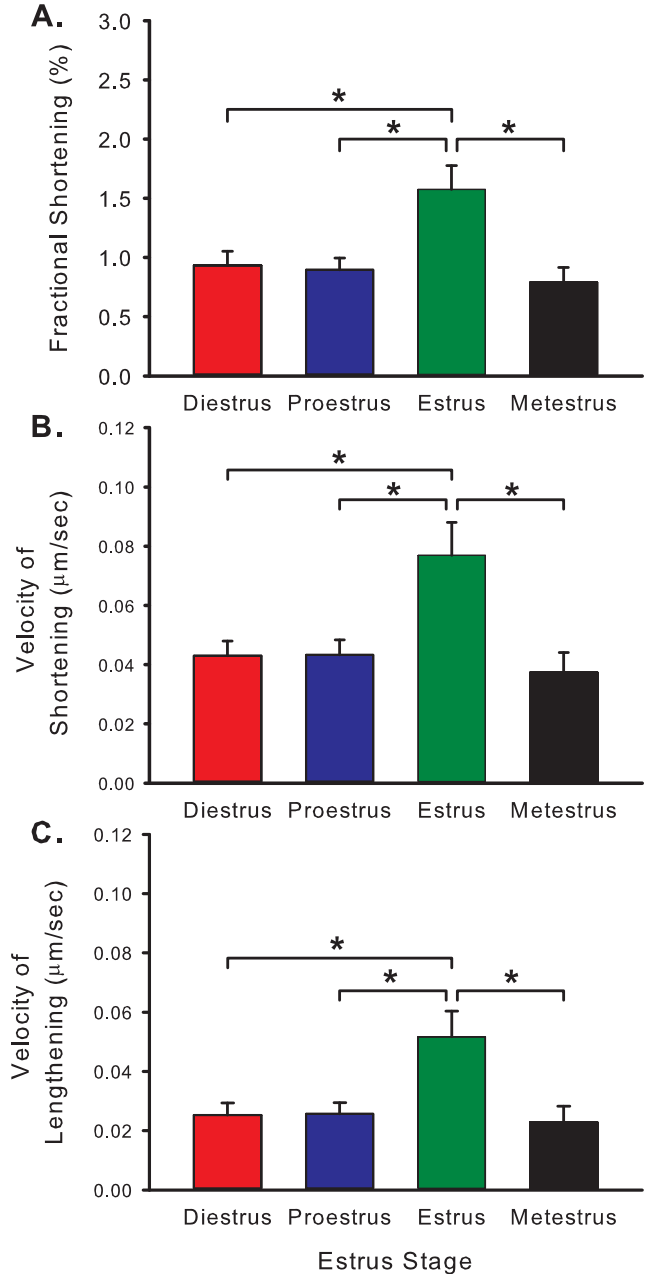 A.
Fractional Shortening (%)
3.0
2.5
2.0
1.5
1.0
0.5
0.0
*
*
*
Diestrus Proestrus Estrus Metestrus
B.
Velocity of
Shortening (μm/sec)
0.12
0.10
0.08
0.06
0.04
0.02
0.00
*
*
*
Diestrus Proestrus Estrus Metestrus
C.
Velocity of
Lengthening (μm/sec)
0.12
0.10
0.08
0.06
0.04
0.02
0.00
*
*
*
Diestrus Proestrus Estrus Metestrus
Estrus Stage